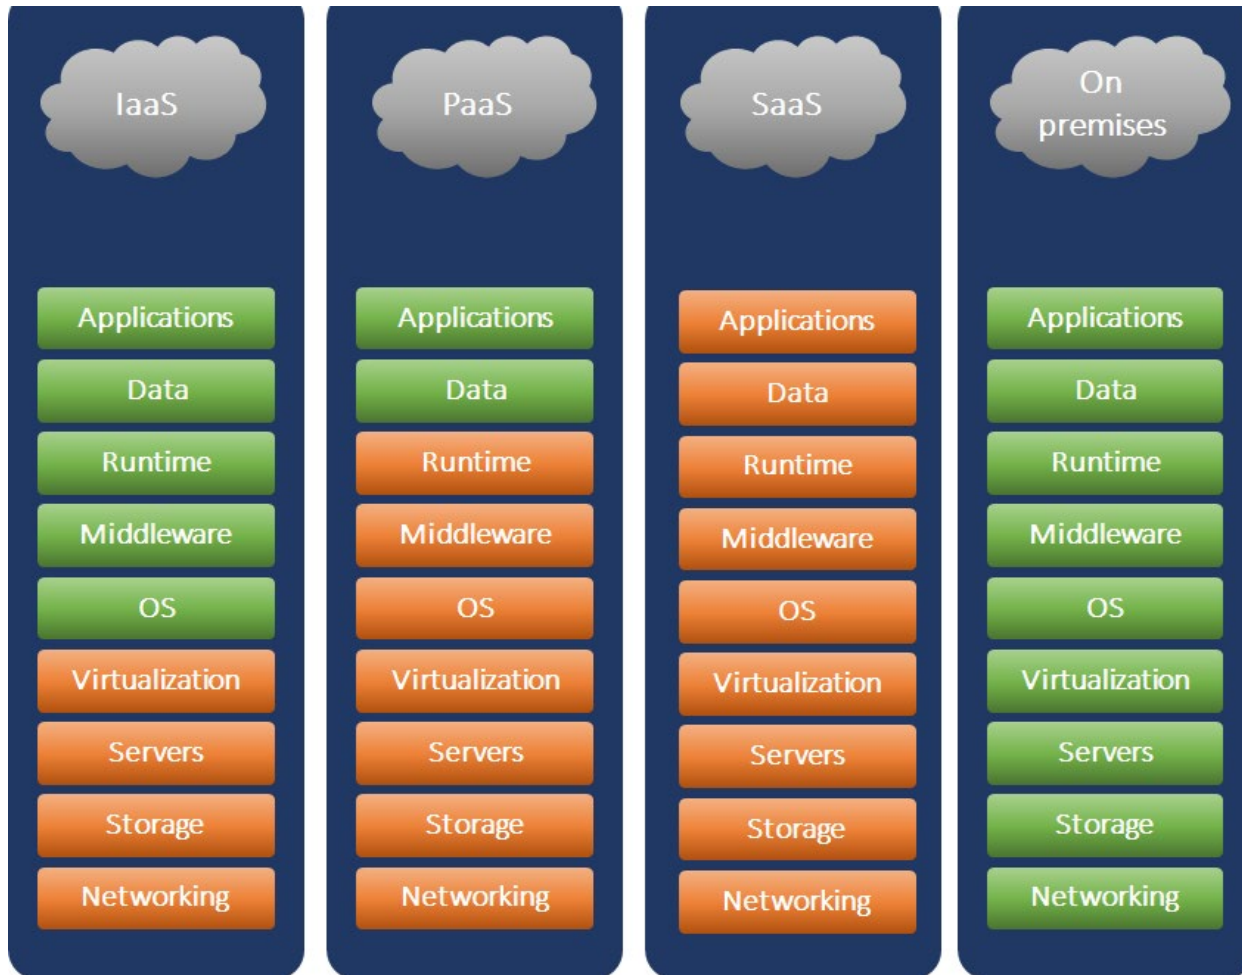 IaaS
Applications
Data
Runtime
Middleware
OS
Virtualization
Servers
Storage
Networking
PaaS
Applications
Data
Runtime
Middleware
OS
Virtualization
Servers
Storage
Networking
SaaS
Applications
Data
Runtime
Middleware
OS
Virtualization
Servers
Storage
Networking
On
premises
Applications
Data
Runtime
Middleware
OS
Virtualization
Servers
Storage
Networking